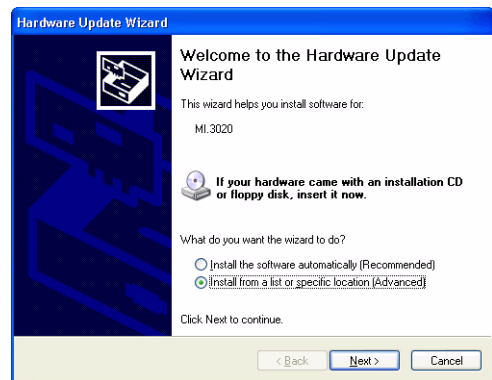 Hardware Update Wizard
Welcome to the Hardware Update
Wizard
This wizard helps you install software for:
MI.3020
If your hardware came with an installation CD
or floppy disk, insert it now.
What do you want the wizard to do?
Install the software automatically (Recommended)
Install from a list or specific location (Advanced)
Click Next to continue.
< Back
Next >
Cancel